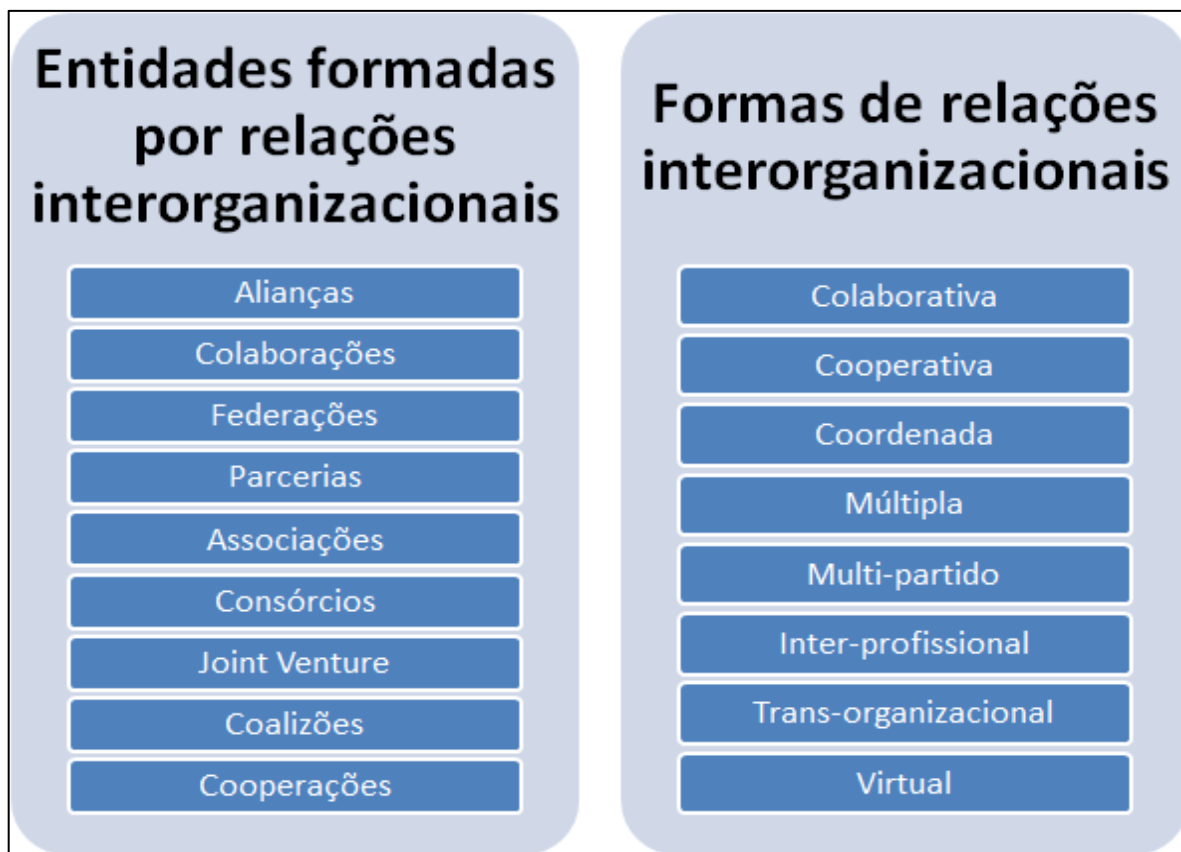 Entidades formadas
por relações
interorganizacionais
Alianças
Colaborações
Federações
Parcerias
Associações
Consórcios
Joint Venture
Coalizões
Cooperações
Formas de relações
interorganizacionais
Colaborativa
Cooperativa
Coordenada
Múltipla
Multi-partido
Inter-profissional
Trans-organizacional
Virtual